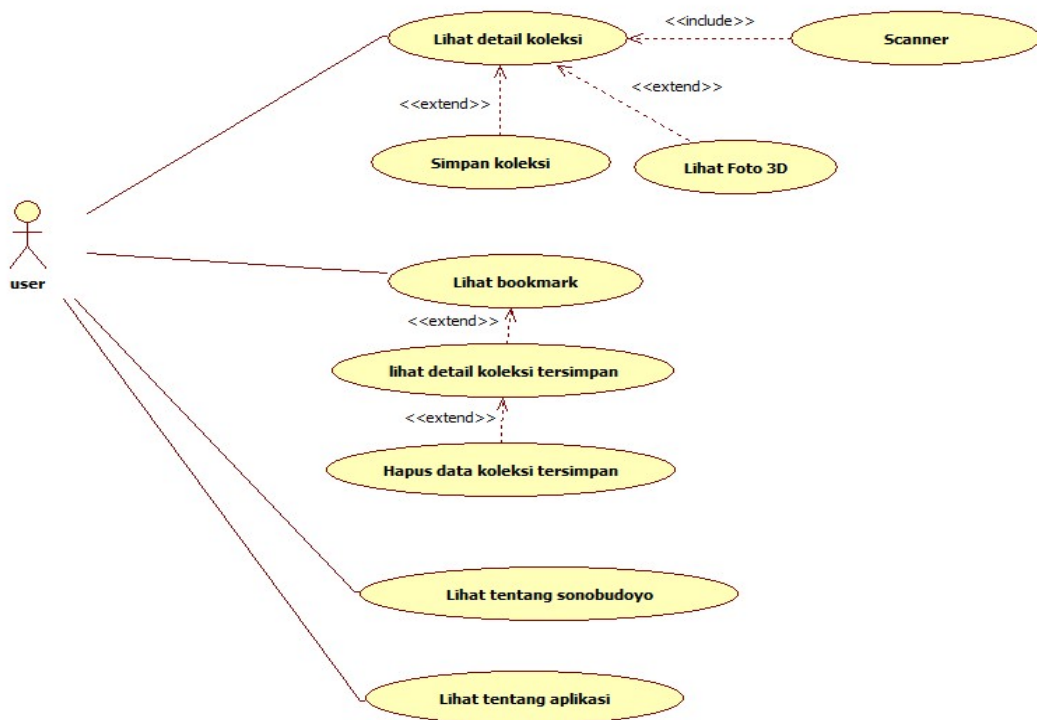 Lihat detail koleksi
<<include>>
Scanner
<<extend>>
<<extend>>
Simpan koleksi
Lihat Foto 3D
user
Lihat bookmark
<<extend>>
lihat detail koleksi tersimpan
<<extend>>
Hapus data koleksi tersimpan
Lihat tentang sonobudoyo
Lihat tentang aplikasi